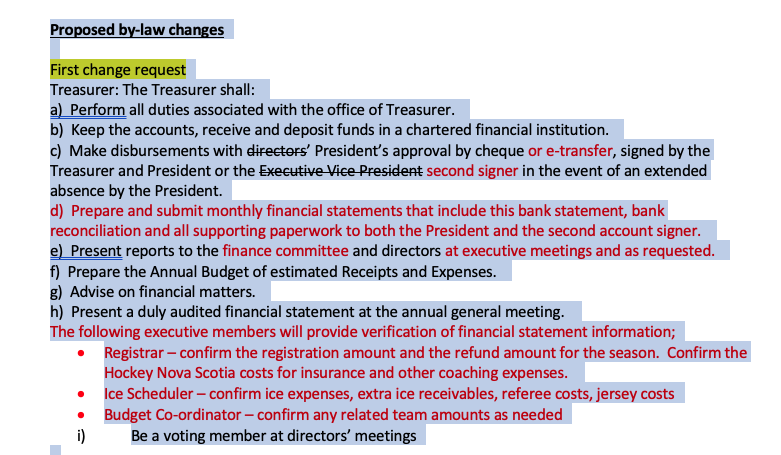 Proposed by-law changes
First change request
Treasurer: The Treasurer shall:
a) Perform all duties associated with the office of Treasurer.
b) Keep the accounts, receive and deposit funds in a chartered financial institution.
c) Make disbursements with directors' President's approval by cheque or e-transfer, signed by the
Treasurer and President or the Executive Vice President second signer in the event of an extended
absence by the President.
d) Prepare and submit monthly financial statements that include this bank statement, bank
reconciliation and all supporting paperwork to both the President and the second account signer.
e) Present reports to the finance committee and directors at executive meetings and as requested.
f) Prepare the Annual Budget of estimated Receipts and Expenses.
g) Advise on financial matters.
h) Present a duly audited financial statement at the annual general meeting.
The following executive members will provide verification of financial statement information;
• Registrar – confirm the registration amount and the refund amount for the season. Confirm the
Hockey Nova Scotia costs for insurance and other coaching expenses.
• Ice Scheduler – confirm ice expenses, extra ice receivables, referee costs, jersey costs
• Budget Co-ordinator – confirm any related team amounts as needed
i) Be a voting member at directors' meetings